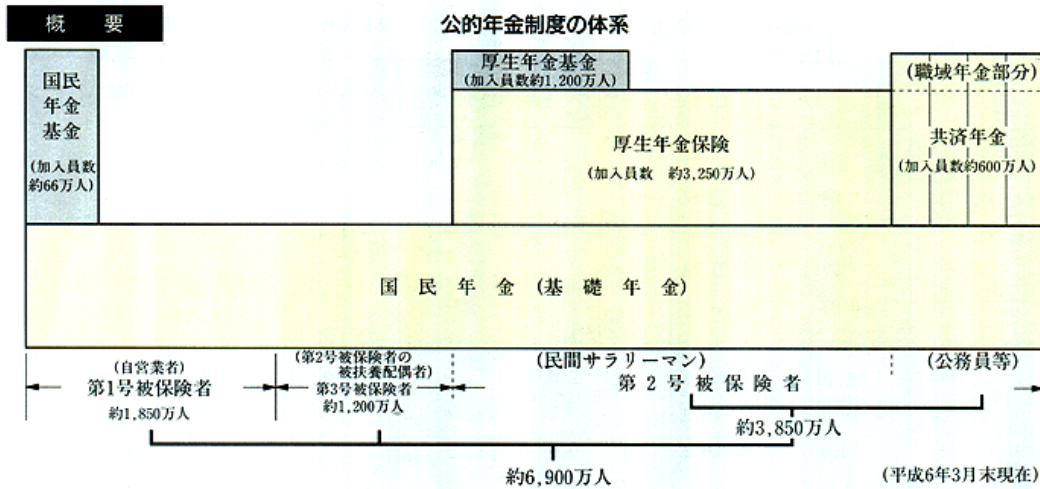 概要
公的年金制度の体系
国民
年金
基金
(加入員数
約66万人)
厚生年金基金
(加入員数約1,200万人)
厚生年金保険
(加入員数 約3,250万人)
(職域年金部分)
共済年金
(加入員数約600万人)
国民年金(基礎年金)
(自営業者)
第1号被保険者
約1,850万人
(第2号被保険者の
被扶養配偶者)
第3号被保険者
約1,200万人
(民間サラリーマン)
(公務員等)
第2号被保険者
約3,850万人
約6,900万人
(平成6年3月末現在)